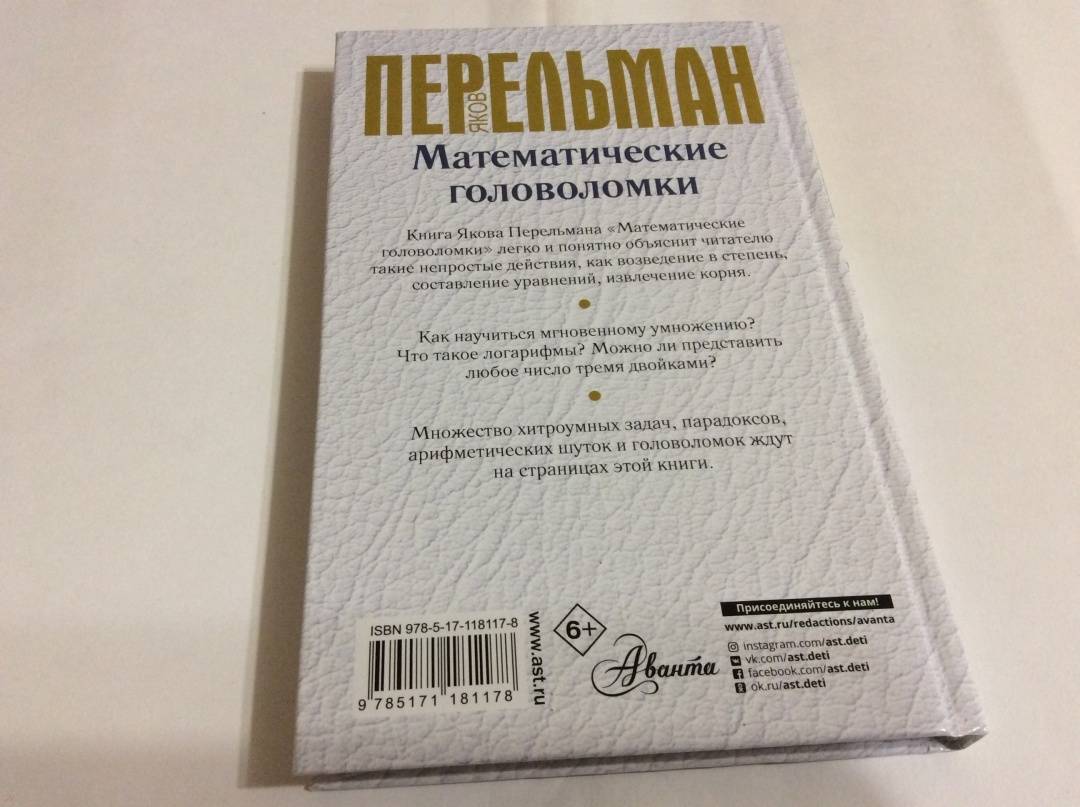 ПЕРЕЛЬМАН
ЯКОВ
Математические
головоломки
Книга Якова Перельмана «Математические
головоломки» легко и понятно объяснит читателю
такие непростые действия, как возведение в степень,
составление уравнений, извлечение корня.
Как научиться мгновенному умножению?
Что такое логарифмы? Можно ли представить
любое число тремя двойками?
Множество хитроумных задач, парадоксов,
арифметических шуток и головоломок ждут
на страницах этой книги.
ISBN 978-5-17-118117-8
9 785171 181178
www.ast.ru
6+
Аванта
Присоединяйтесь к нам!
www.ast.ru/redactions/avanta
instagram.com/ast.deti
vk.com/ast.deti
facebook.com/ast.deti
ok.ru/ast.deti